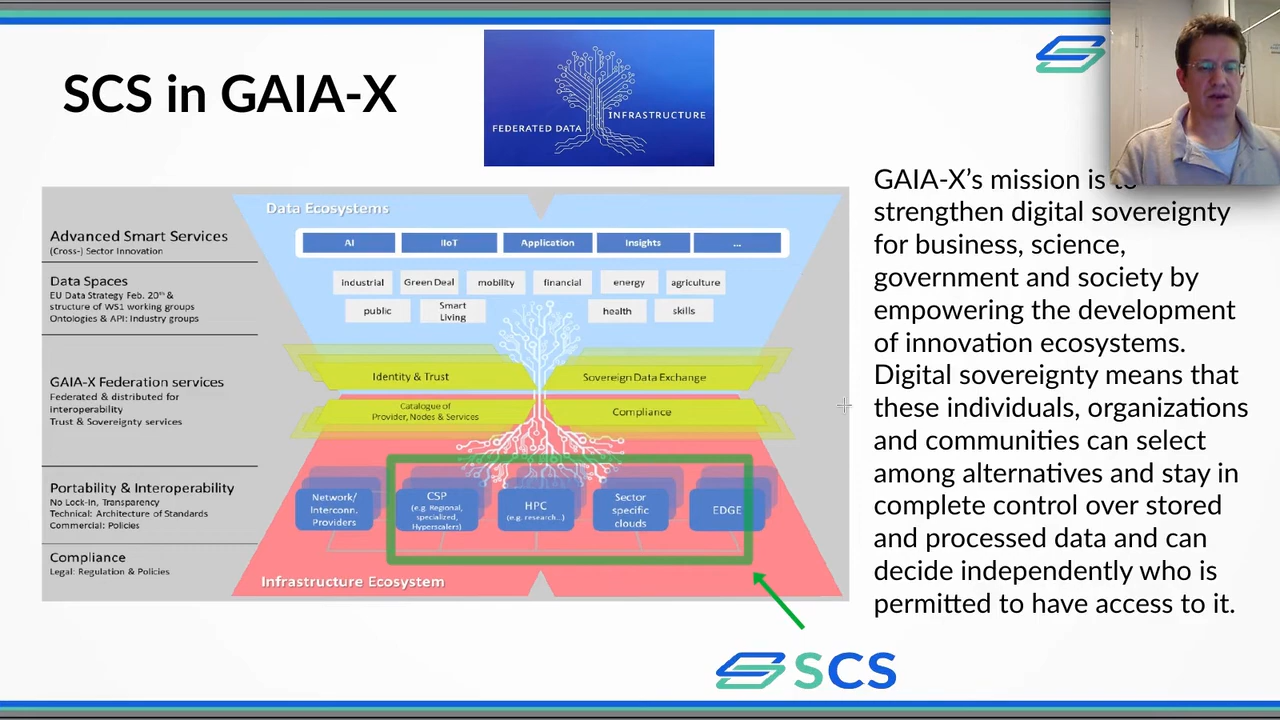 SCS in GAIA-X
FEDERATED DATA
INFRASTRUCTURE
Data Ecosystems
Advanced Smart Services
(Cross-) Sector Innovation
AI
IIoT
Application
Insights
...
Data Spaces
EU Data Strategy Feb. 20th &
structure of WS1 working groups
Ontologies & API: Industry groups
Industrial
Green Deal
mobility
financial
energy
agriculture
public
Smart
Living
health
skills
GAIA-X Federation services
Federated & distributed for
Interoperability
Trust & Sovereignty services
Identity & Trust
Sovereign Data Exchange
Catalogue of
Provider, Nodes & Services
Compliance
Portability & Interoperability
No Lock-In, Transparency
Technical: Architecture of Standards
Commercial: Policies
Network/
Interconn.
Providers
CSP
(e.g. Regional,
specialized,
Hyperscalers)
HPC
(e.g. research...)
Sector
specific
clouds
EDGE
Compliance
Legal: Regulation & Policies
Infrastructure Ecosystem
SCS
GAIA-X’s mission is to
strengthen digital sovereignty
for business, science,
government and society by
empowering the development
of innovation ecosystems.
Digital sovereignty means that
these individuals, organizations
and communities can select
among alternatives and stay in
complete control over stored
and processed data and can
decide independently who is
permitted to have access to it.